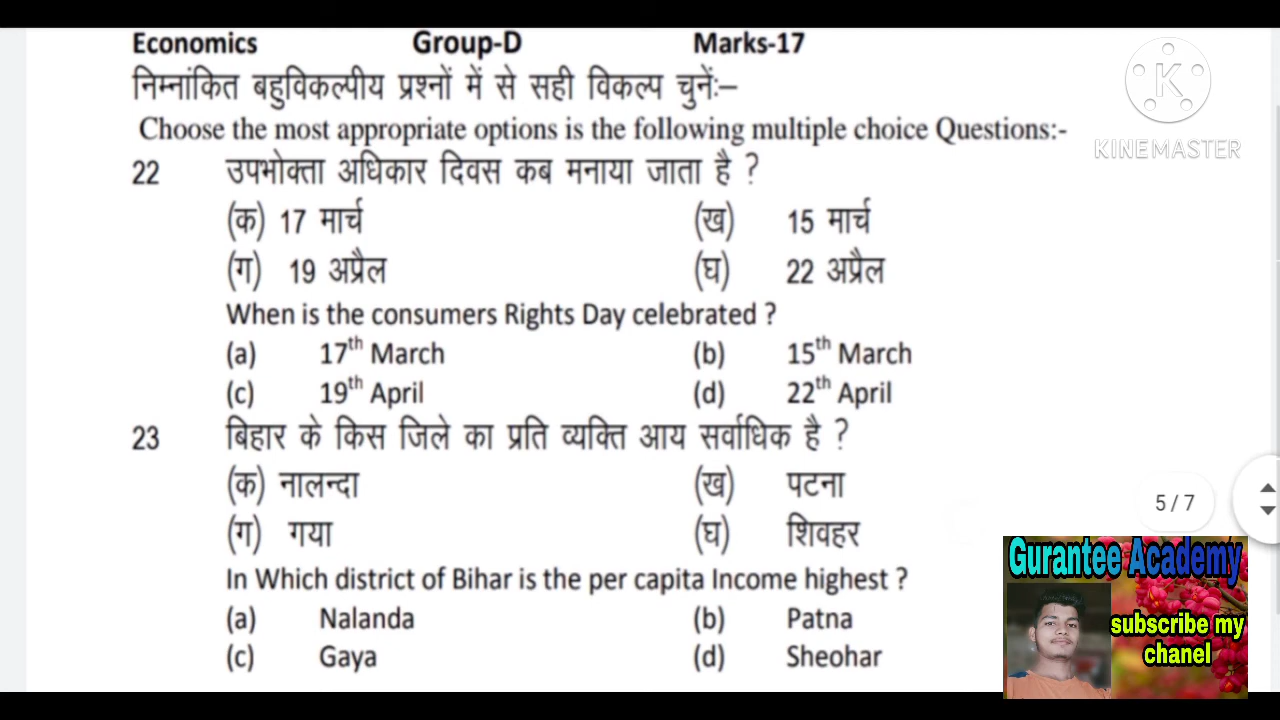 Economics Group-D Marks-17
निम्नांकित बहुविकल्पीय प्रश्नों में से सही विकल्प चुनें:–
Choose the most appropriate options is the following multiple choice Questions:-
K
KINEMASTER
22 उपभोक्ता अधिकार दिवस कब मनाया जाता है ?
(क) 17 मार्च (ख) 15 मार्च
(ग) 19 अप्रैल (घ) 22 अप्रैल
When is the consumers Rights Day celebrated ?
(a) 17th March (b) 15th March
(c) 19th April (d) 22th April
23 बिहार के किस जिले का प्रति व्यक्ति आय सर्वाधिक है ?
(क) नालन्दा (ख) पटना
(ग) गया (घ) शिवहर
5 / 7
In Which district of Bihar is the per capita Income highest ?
(a) Nalanda (b) Patna
(c) Gaya (d) Sheohar
Gurantee Academy
subscribe my
chanel